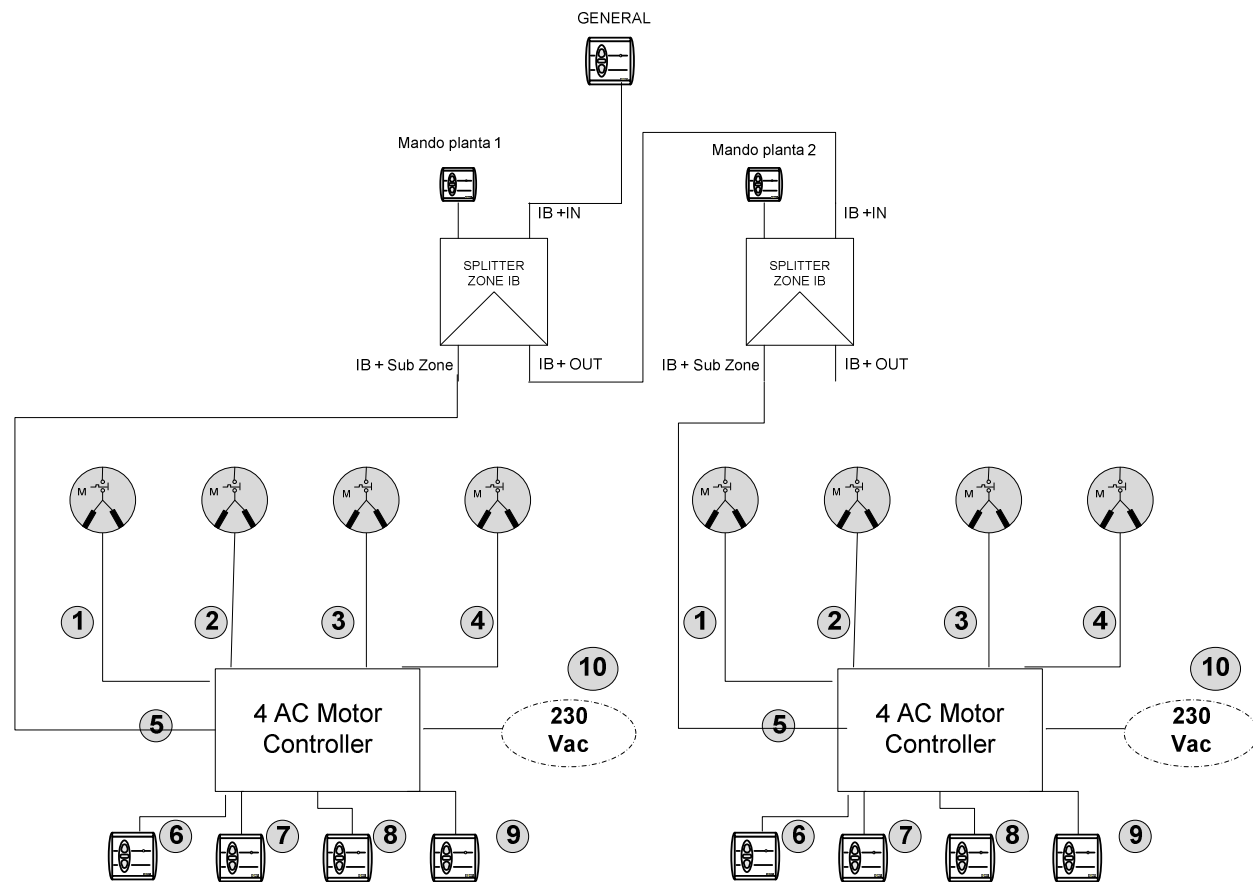 GENERAL
Mando planta 1
Mando planta 2
IB +IN
IB +IN
SPLITTER
ZONE IB
SPLITTER
ZONE IB
IB + Sub Zone
IB + OUT
IB + Sub Zone
IB + OUT
M
M
M
M
M
M
M
M
1
2
3
4
1
2
3
4
10
10
5
4 AC Motor
Controller
230
Vac
5
4 AC Motor
Controller
230
Vac
6
7
8
9
6
7
8
9